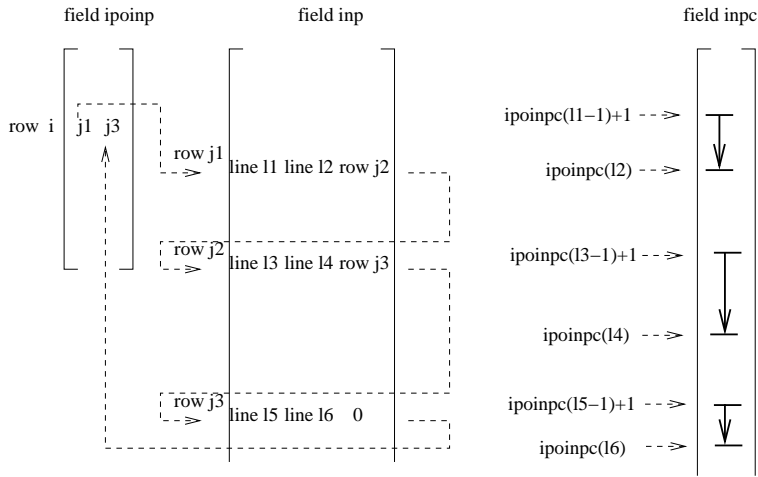 field ipoinp
field inp
field inpc
row i
j1 j3
row j1
line l1 line l2 row j2
row j2
line l3 line l4 row j3
row j3
line l5 line l6 0
ipoinpc(l1−1)+1
ipoinpc(l2)
ipoinpc(l3−1)+1
ipoinpc(l4)
ipoinpc(l5−1)+1
ipoinpc(l6)